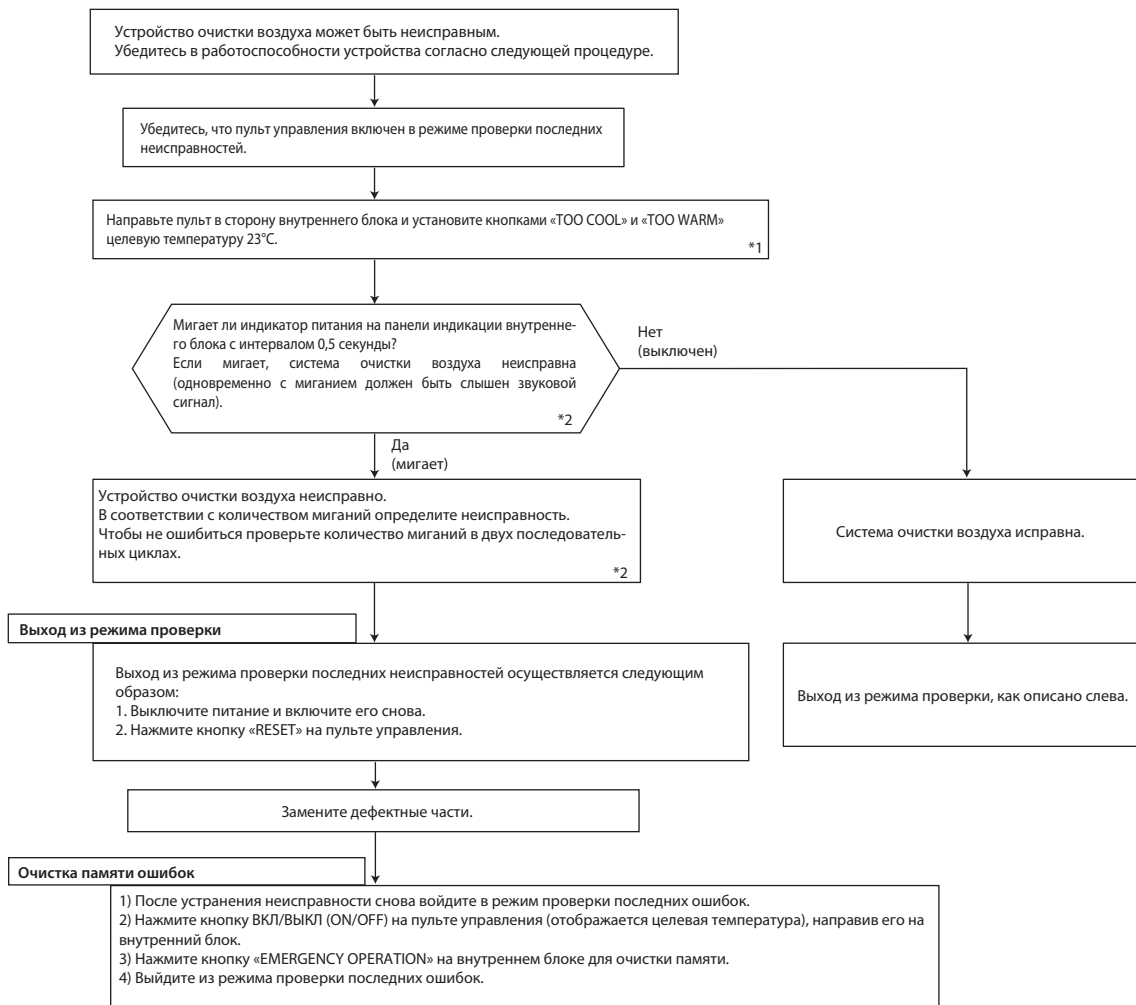 Устройство очистки воздуха может быть неисправным.
Убедитесь в работоспособности устройства согласно следующей процедуре.
Убедитесь, что пульт управления включен в режиме проверки последних
неисправностей.
Направьте пульт в сторону внутреннего блока и установите кнопками «TOO COOL» и «TOO WARM»
целевую температуру 23°С.
*1
Мигает ли индикатор питания на панели индикации внутренне-
го блока с интервалом 0,5 секунды?
Если мигает, система очистки воздуха неисправна
(одновременно с миганием должен быть слышен звуковой
сигнал).
*2
Нет
(выключен)
Да
(мигает)
Устройство очистки воздуха неисправно.
В соответствии с количеством миганий определите неисправность.
Чтобы не ошибиться проверьте количество миганий в двух последователь-
ных циклах.
*2
Система очистки воздуха исправна.
Выход из режима проверки
Выход из режима проверки последних неисправностей осуществляется следующим
образом:
1. Выключите питание и включите его снова.
2. Нажмите кнопку «RESET» на пульте управления.
Выход из режима проверки, как описано слева.
Замените дефектные части.
Очистка памяти ошибок
1) После устранения неисправности снова войдите в режим проверки последних ошибок.
2) Нажмите кнопку ВКЛ/ВЫКЛ (ON/OFF) на пульте управления (отображается целевая температура), направив его на
внутренний блок.
3) Нажмите кнопку «EMERGENCY OPERATION» на внутреннем блоке для очистки памяти.
4) Выйдите из режима проверки последних ошибок.